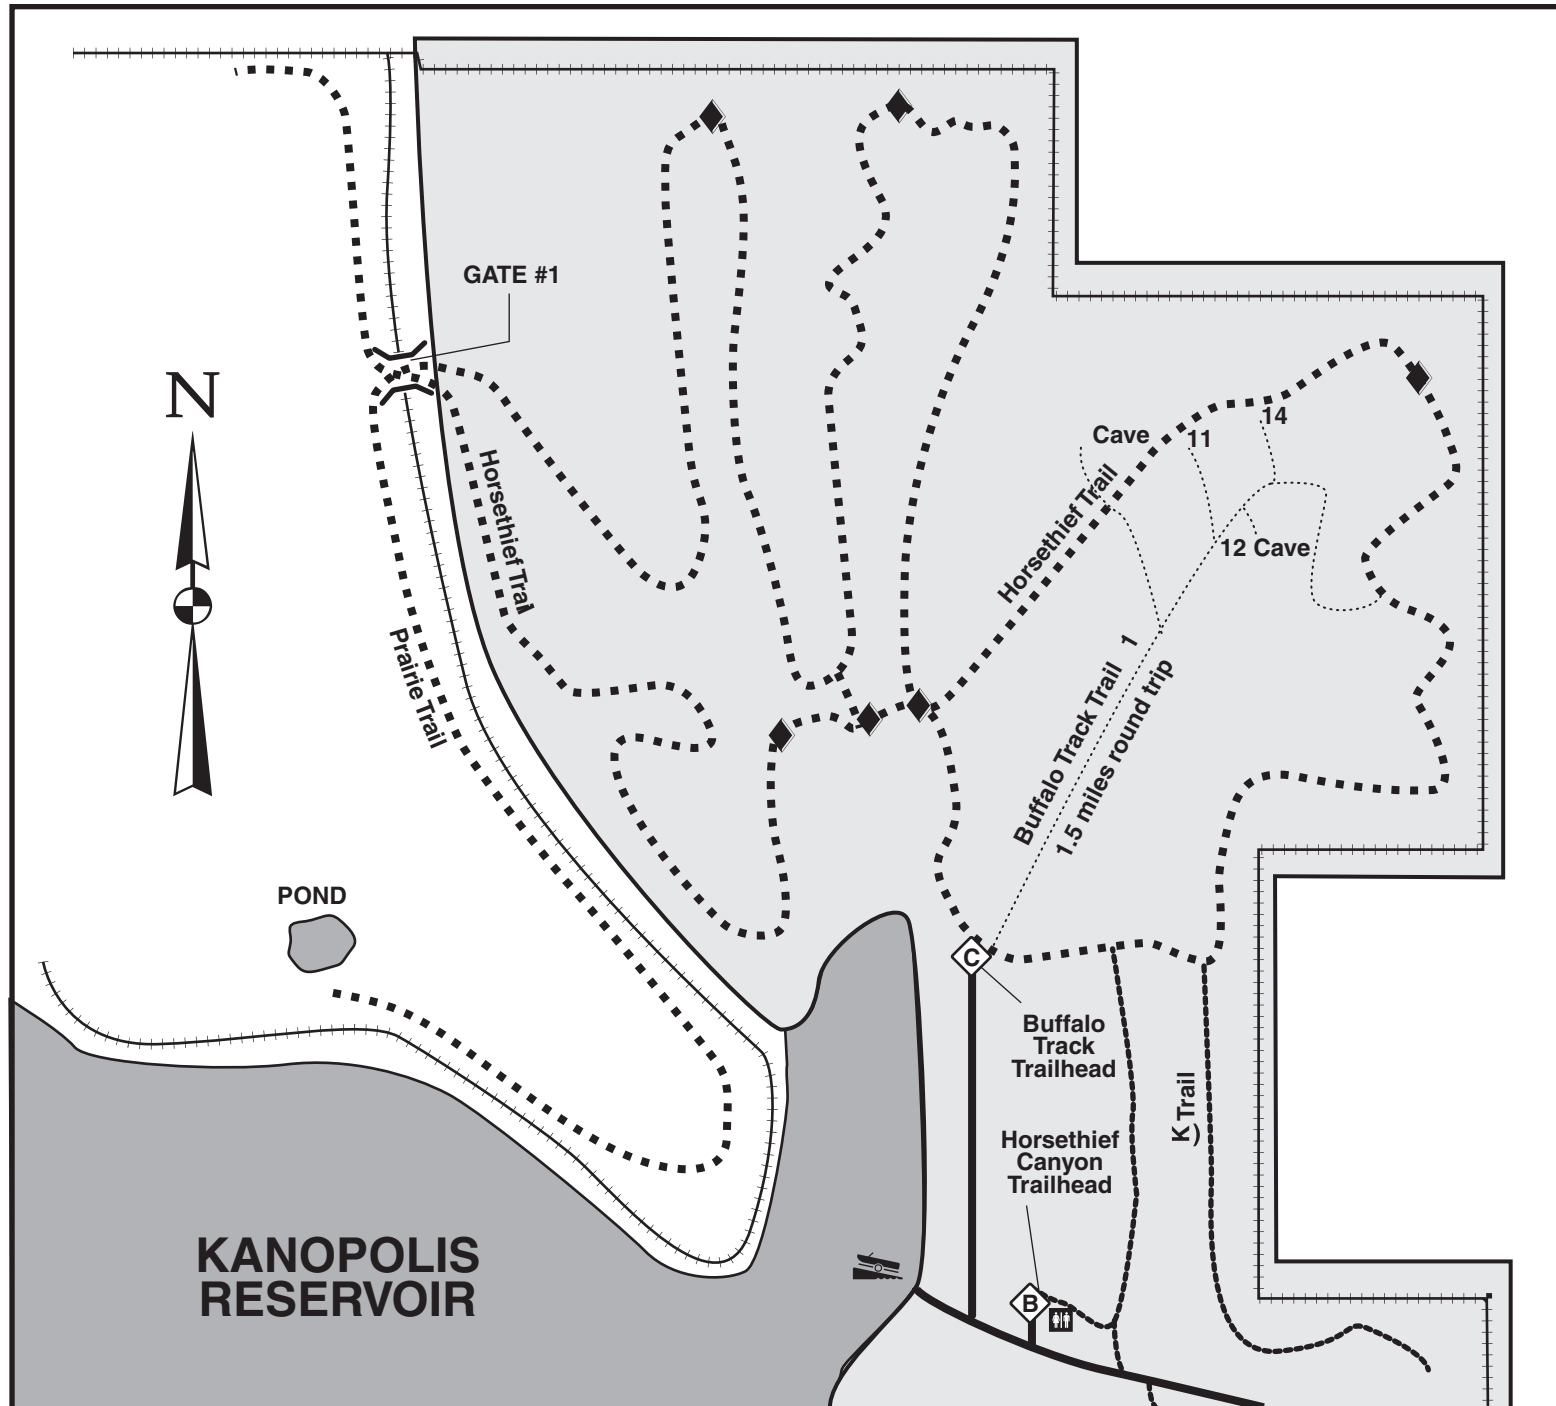 GATE #1
N
Cave
11
14
Horsethief Trail
Horsethief Trail
12 Cave
Prairie Trail
Buffalo Track Trail 1
1.5 miles round trip
POND
C
Buffalo
Track
Trailhead
K Trail
Horsethief
Canyon
Trailhead
B
KANOPOLIS
RESERVOIR